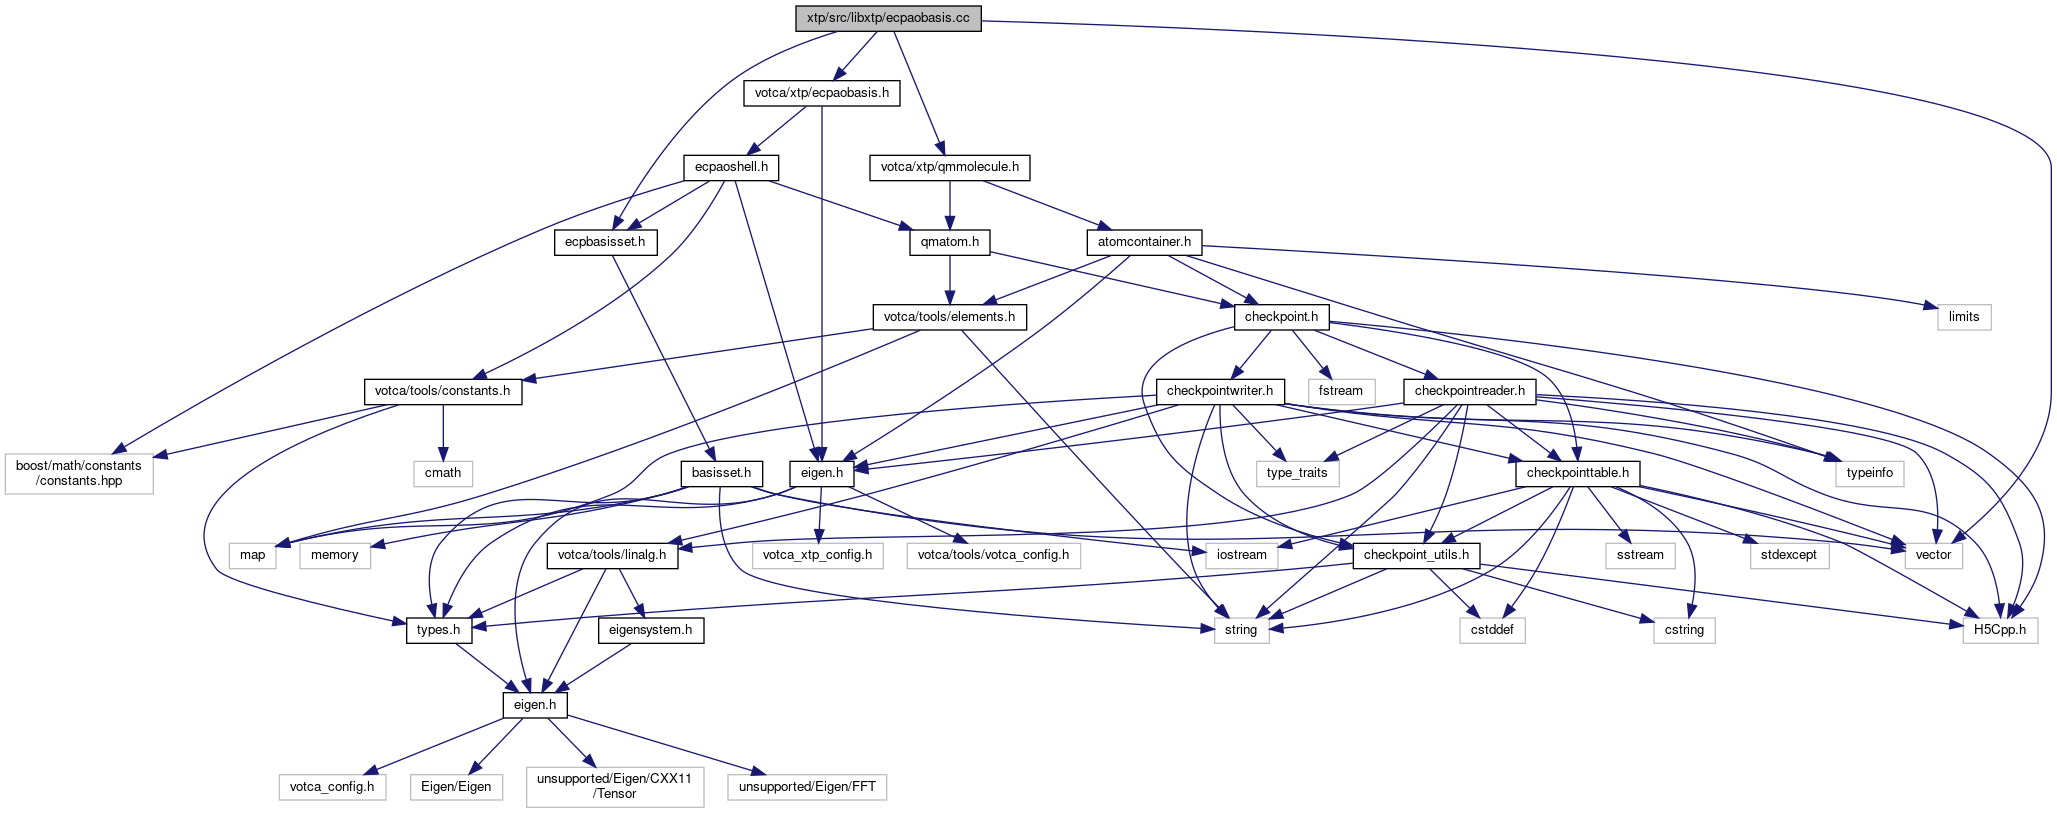 xtp/src/libxtp/ecpaobasis.cc
votca/xtp/ecpaobasis.h
ecpaoshell.h
votca/xtp/qmmolecule.h
ecpbasisset.h
qmatom.h
atomcontainer.h
votca/tools/elements.h
checkpoint.h
limits
votca/tools/constants.h
checkpointwriter.h
fstream
checkpointreader.h
boost/math/constants
/constants.hpp
cmath
basisset.h
eigen.h
type_traits
checkpointtable.h
typeinfo
map
memory
votca/tools/linalg.h
votca_xtp_config.h
votca/tools/votca_config.h
iostream
checkpoint_utils.h
sstream
stdexcept
vector
types.h
eigensystem.h
string
cstddef
cstring
H5Cpp.h
eigen.h
votca_config.h
Eigen/Eigen
unsupported/Eigen/CXX11
/Tensor
unsupported/Eigen/FFT